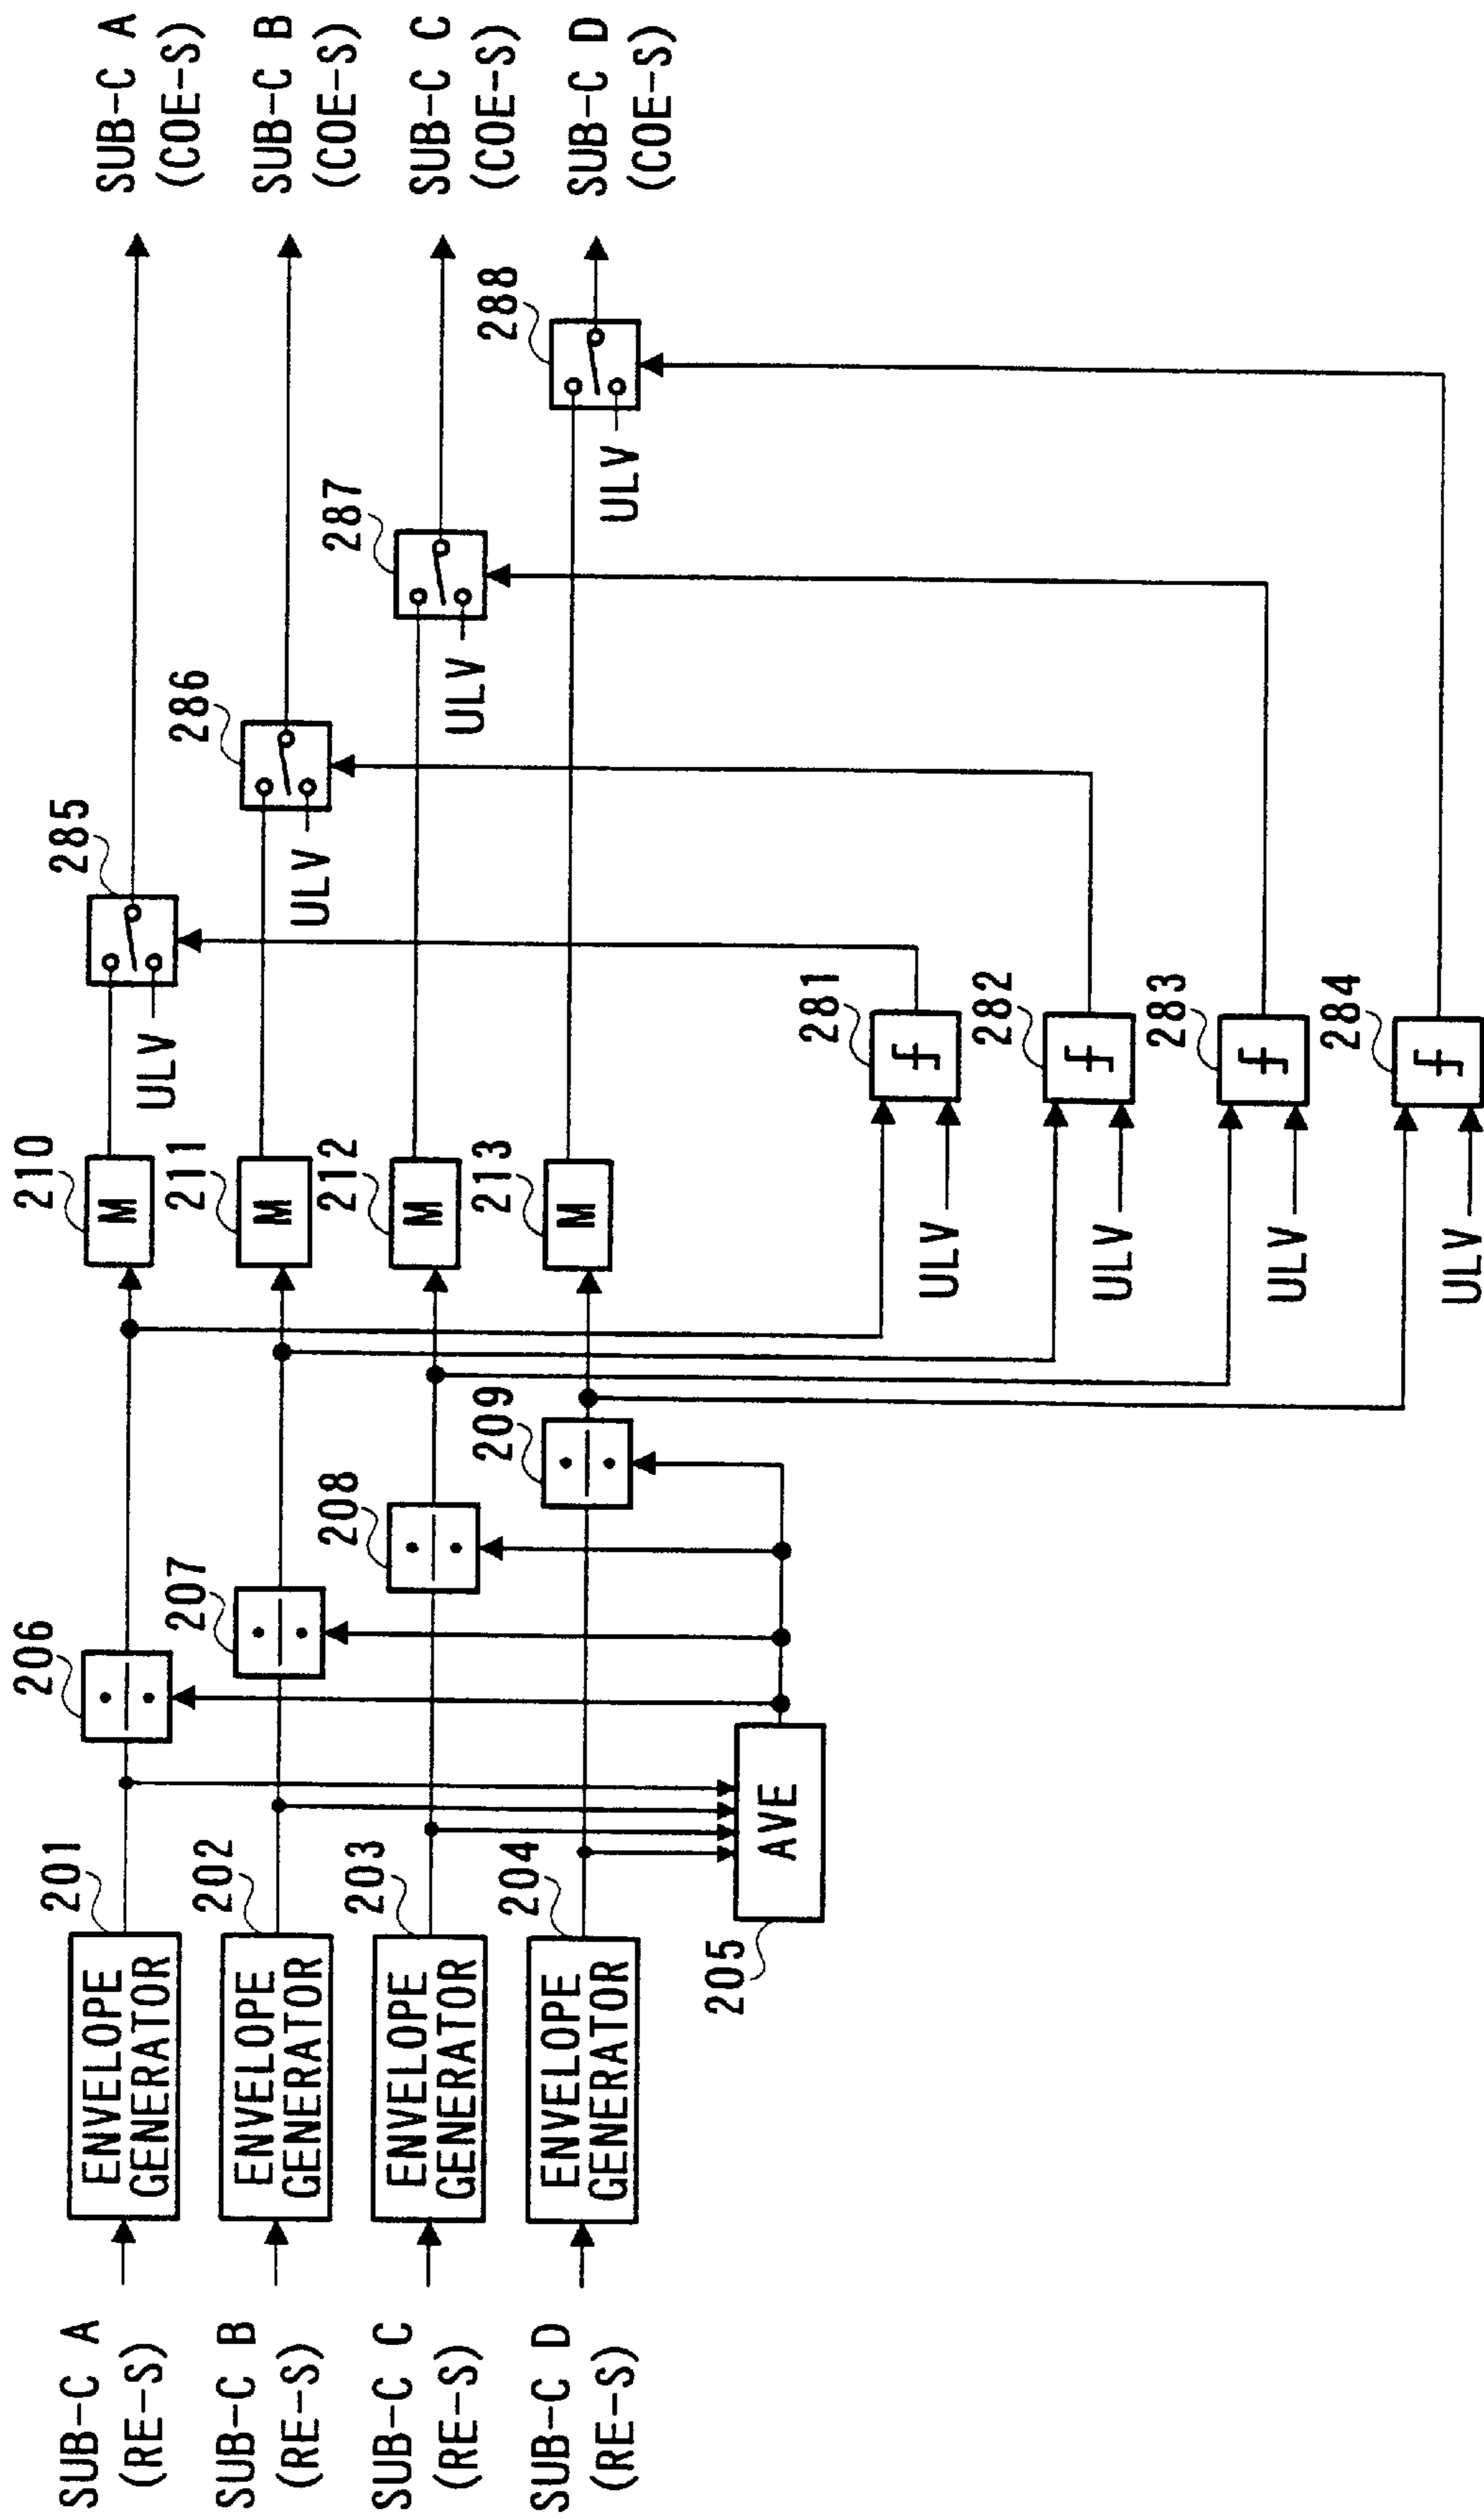 SUB-C A
(RE-S)
SUB-C B
(RE-S)
SUB-C C
(RE-S)
SUB-C D
(RE-S)
ENVELOPE
GENERATOR
201
ENVELOPE
GENERATOR
202
ENVELOPE
GENERATOR
203
ENVELOPE
GENERATOR
204
AVE
205
206
207
208
209
M
210
M
211
M
212
M
213
ULV
285
ULV
286
ULV
287
ULV
288
ULV
281
ULV
282
ULV
283
ULV
284
SUB-C A
(COE-S)
SUB-C B
(COE-S)
SUB-C C
(COE-S)
SUB-C D
(COE-S)